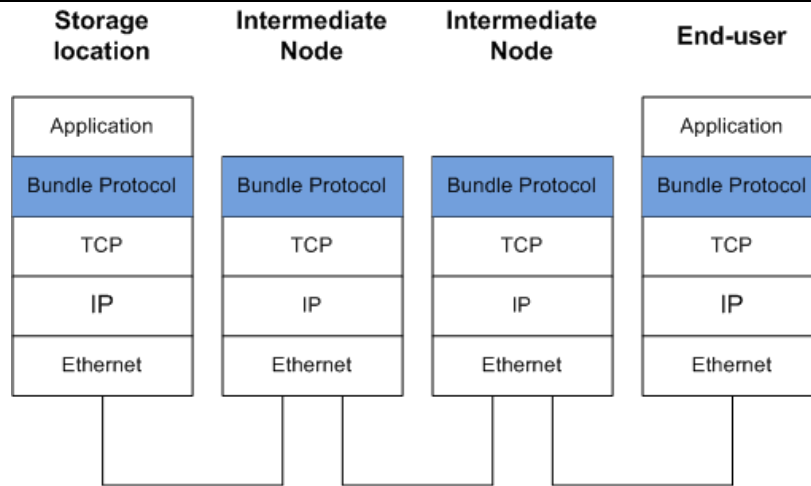 Storage
location
Intermediate
Node
Intermediate
Node
End-user
Application
Bundle Protocol
TCP
IP
Ethernet
Bundle Protocol
TCP
IP
Ethernet
Bundle Protocol
TCP
IP
Ethernet
Application
Bundle Protocol
TCP
IP
Ethernet